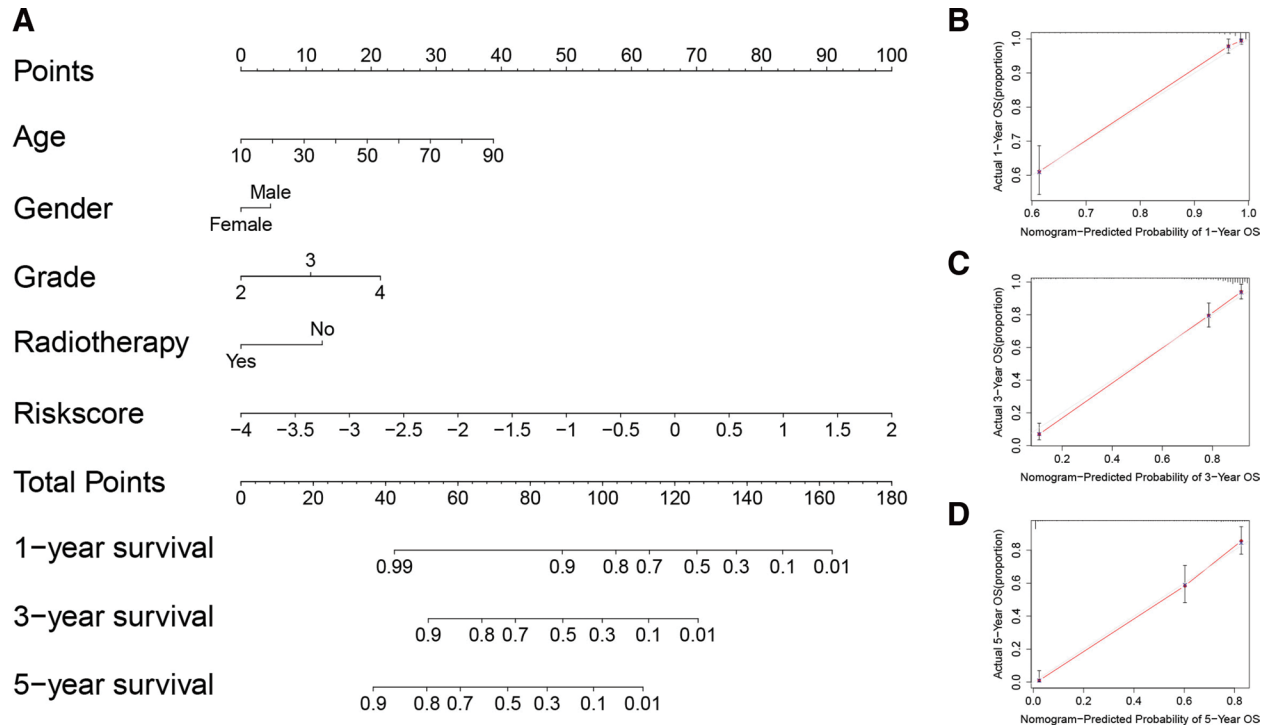 A
Points
0 10 20 30 40 50 60 70 80 90 100
Age
10 30 50 70 90
Gender
Male
Female
Grade
3
2 4
Radiotherapy
No
Yes
Riskscore
−4 −3.5 −3 −2.5 −2 −1.5 −1 −0.5 0 0.5 1 1.5 2
Total Points
0 20 40 60 80 100 120 140 160 180
1−year survival
0.99 0.9 0.8 0.7 0.5 0.3 0.1 0.01
3−year survival
0.9 0.8 0.7 0.5 0.3 0.1 0.01
5−year survival
0.9 0.8 0.7 0.5 0.3 0.1 0.01
B
Actual 1−Year OS(proportion)
1.0
0.9
0.8
0.7
0.6
0.6 0.7 0.8 0.9 1.0
Nomogram−Predicted Probability of 1−Year OS
C
Actual 3−Year OS(proportion)
1.0
0.8
0.6
0.4
0.2
0.0
0.2 0.4 0.6 0.8
Nomogram−Predicted Probability of 3−Year OS
D
Actual 5−Year OS(proportion)
0.8
0.6
0.4
0.2
0.0
0.0 0.2 0.4 0.6 0.8
Nomogram−Predicted Probability of 5−Year OS